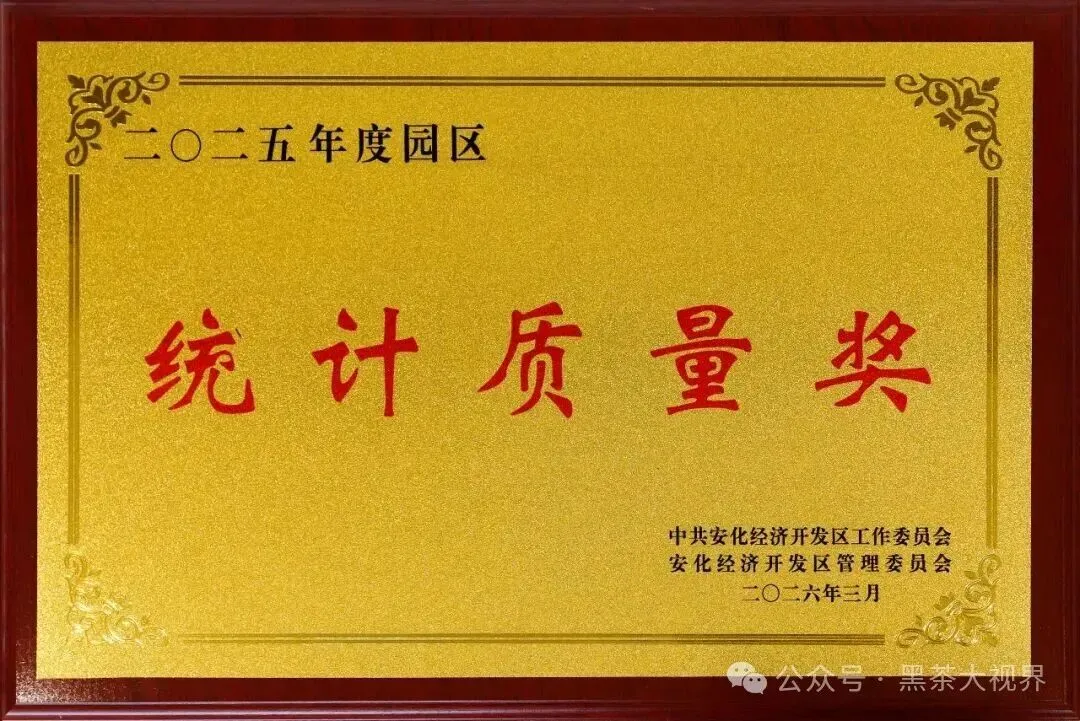 二〇二五年度园区
统计质量奖
中共安化经济开发区工作委员会
安化经济开发区管理委员会
二〇二六年三月
公众号·黑茶大视界